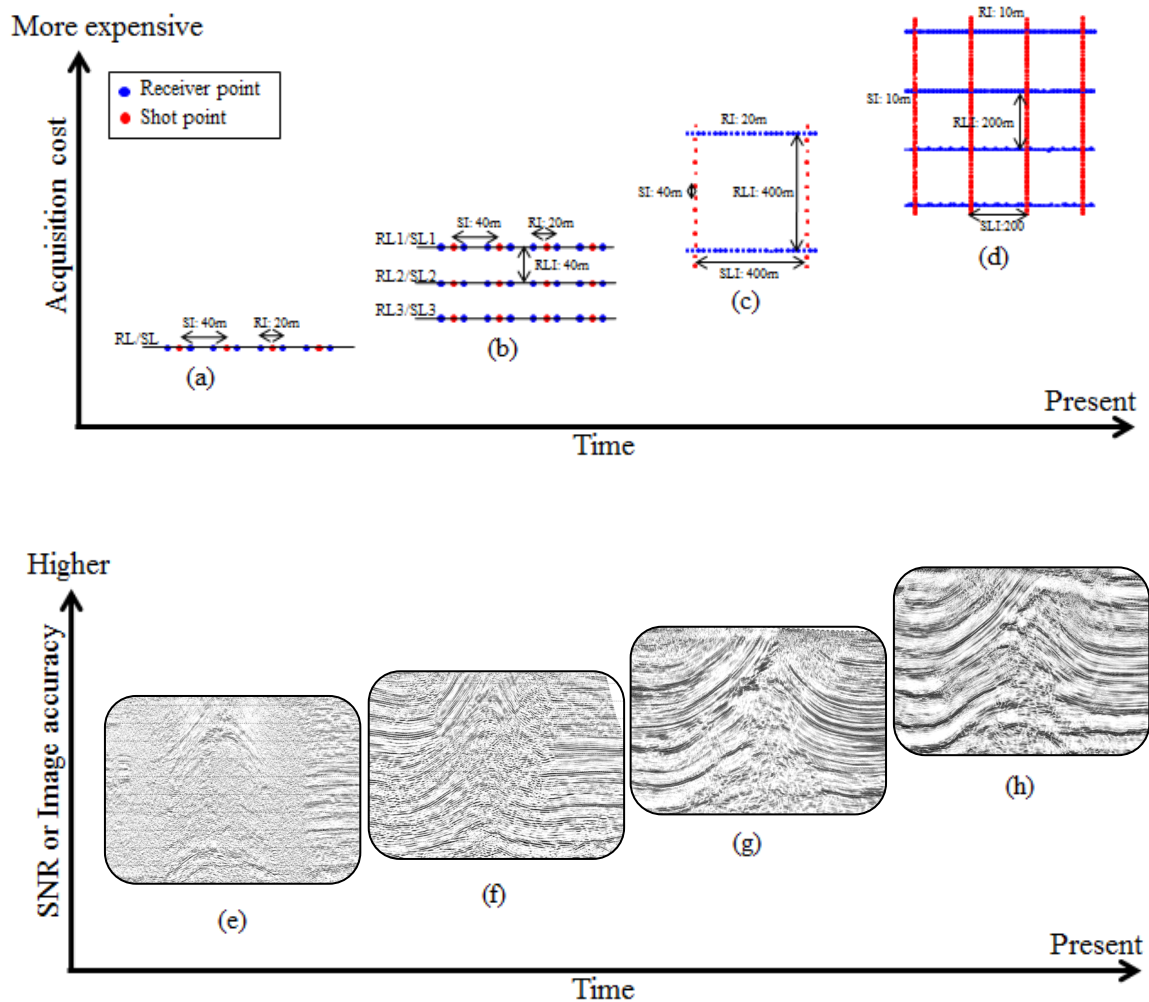 More expensive
Acquisition cost
Receiver point
Shot point
RL/SL
SI: 40m
RI: 20m
(a)
RL1/SL1
SI: 40m
RI: 20m
RLI: 40m
RL2/SL2
RL3/SL3
(b)
RI: 20m
SI: 40m
RLI: 400m
SLI: 400m
(c)
RI: 10m
SI: 10m
RLI: 200m
SLI:200
(d)
Present
Time
Higher
SNR or Image accuracy
(e)
(f)
(g)
(h)
Present
Time